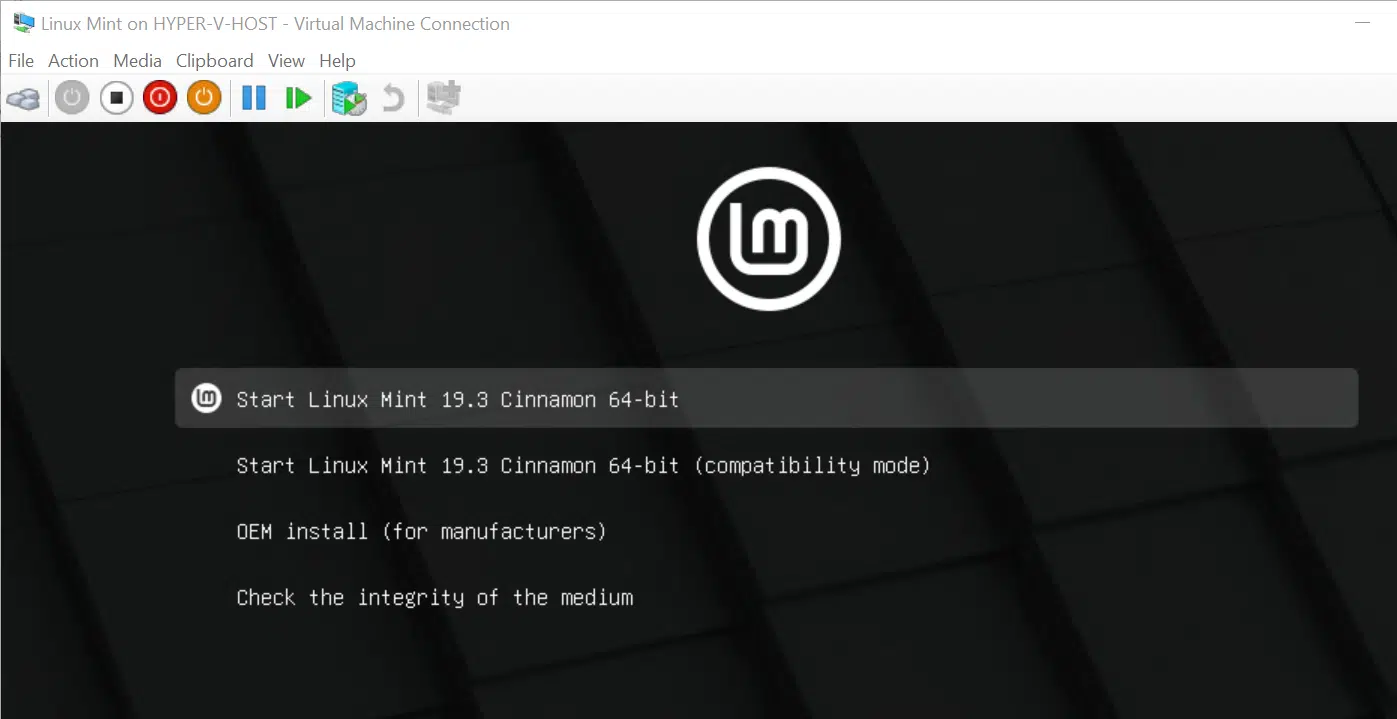 Linux Mint on HYPER-V-HOST - Virtual Machine Connection
File Action Media Clipboard View Help
lm
lm Start Linux Mint 19.3 Cinnamon 64-bit
Start Linux Mint 19.3 Cinnamon 64-bit (compatibility mode)
OEM install (for manufacturers)
Check the integrity of the medium